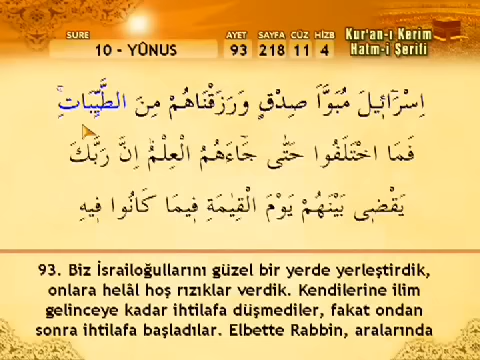 SURE AYET SAYFA CÜZ HİZB
10 - YÛNUS 93 218 11 4
Kur'an-ı Kerim
Hatm-i Şerifi
اِسْرَٓائ۪يلَ مُبَوَّاَ صِدْقٍ وَرَزَقْنَاهُمْ مِنَ الطَّيِّبَاتِۚ
فَمَا اخْتَلَفُوا حَتّٰى جَٓاءَهُمُ الْعِلْمُۜ اِنَّ رَبَّكَ
يَقْض۪ي بَيْنَهُمْ يَوْمَ الْقِيٰمَةِ ف۪يمَا كَانُوا ف۪يهِ
93. Biz İsrailoğullarını güzel bir yerde yerleştirdik,
onlara helâl hoş rızıklar verdik. Kendilerine ilim
gelinceye kadar ihtilafa düşmediler, fakat ondan
sonra ihtilafa başladılar. Elbette Rabbin, aralarında